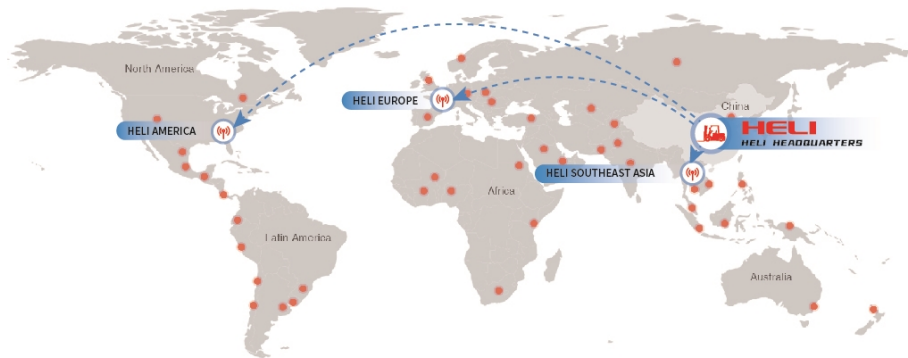 North America
China
HELI EUROPE
HELI AMERICA
HELI
HELI HEADQUARTERS
HELI SOUTHEAST ASIA
Africa
Latin America
Australia